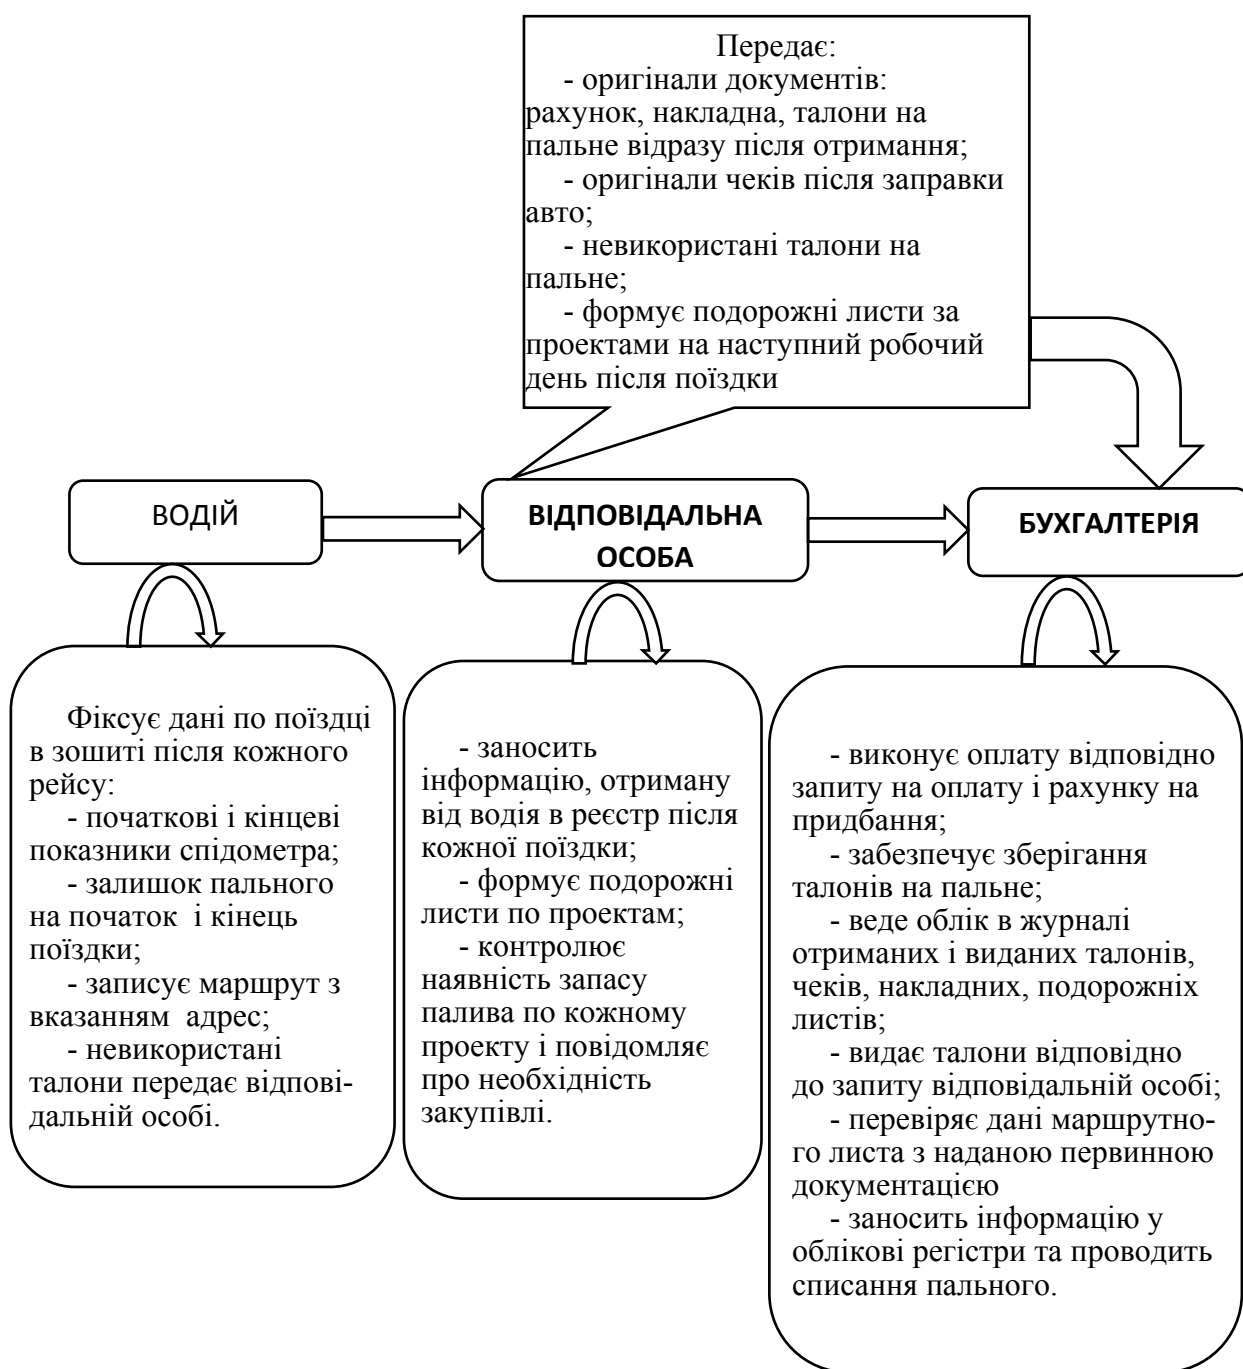 Передає:
- оригінали документів:
рахунок, накладна, талони на
пальне відразу після отримання;
- оригінали чеків після заправки
авто;
- невикористані талони на
пальне;
- формує подорожні листи за
проектами на наступний робочий
день після поїздки
ВОДІЙ
ВІДПОВІДАЛЬНА
ОСОБА
БУХГАЛТЕРІЯ
Фіксує дані по поїздці
в зошиті після кожного
рейсу:
- початкові і кінцеві
показники спідометра;
- залишок пального
на початок і кінець
поїздки;
- записує маршрут з
вказанням адрес;
- невикористані
талони передає відпові-
дальній особі.
- заносить
інформацію, отриману
від водія в реєстр після
кожної поїздки;
- формує подорожні
листи по проектам;
- контролює
наявність запасу
палива по кожному
проекту і повідомляє
про необхідність
закупівлі.
- виконує оплату відповідно
запиту на оплату і рахунку на
придбання;
- забезпечує зберігання
талонів на пальне;
- веде облік в журналі
отриманих і виданих талонів,
чеків, накладних, подорожніх
листів;
- видає талони відповідно
до запиту відповідальній особі;
- перевіряє дані маршрутно-
го листа з наданою первинною
документацією
- заносить інформацію у
облікові регістри та проводить
списання пального.